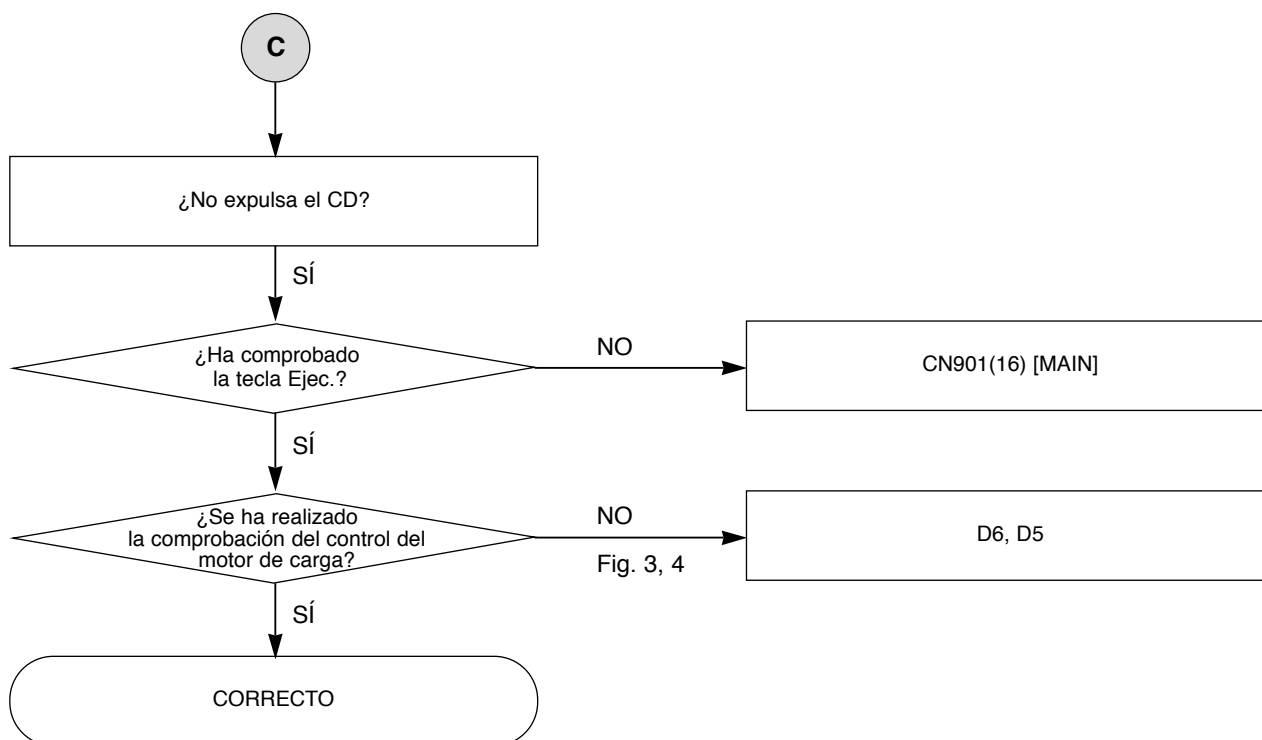 C
¿No expulsa el CD?
SÍ
¿Ha comprobado
la tecla Ejec.?
NO
CN901(16) [MAIN]
SÍ
¿Se ha realizado
la comprobación del control del
motor de carga?
NO
Fig. 3, 4
D6, D5
SÍ
CORRECTO